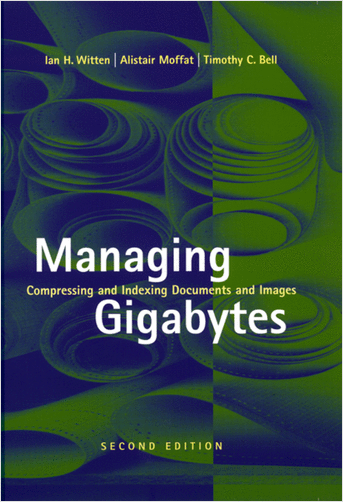 Ian H. Witten | Alistair Moffat | Timothy C. Bell
Managing
Compressing and Indexing Documents and Images
Gigabytes
SECOND EDITION